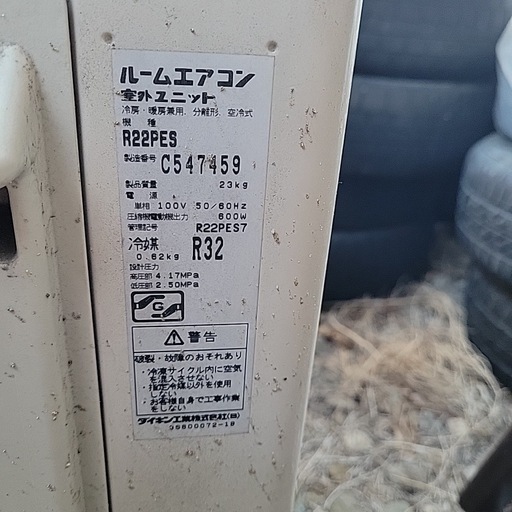 ルームエアコン
室外ユニット
冷房・暖房兼用、分離形、空冷式
機種
R22PES
製造番号 C547459
製品質量 23kg
電源
単相 100V 50/60Hz
圧縮機電動機出力 600W
管理記号 R22PES7
冷媒 R32
0.62kg
設計圧力
高圧部 4.17MPa
低圧部 2.50MPa
警告
破裂・故障のおそれあり
・冷凍サイクル内に空気
を混入させない
・指定冷媒以外を使用
しない
・お客様自身で工事作業
をしない
ダイキン工業株式会社